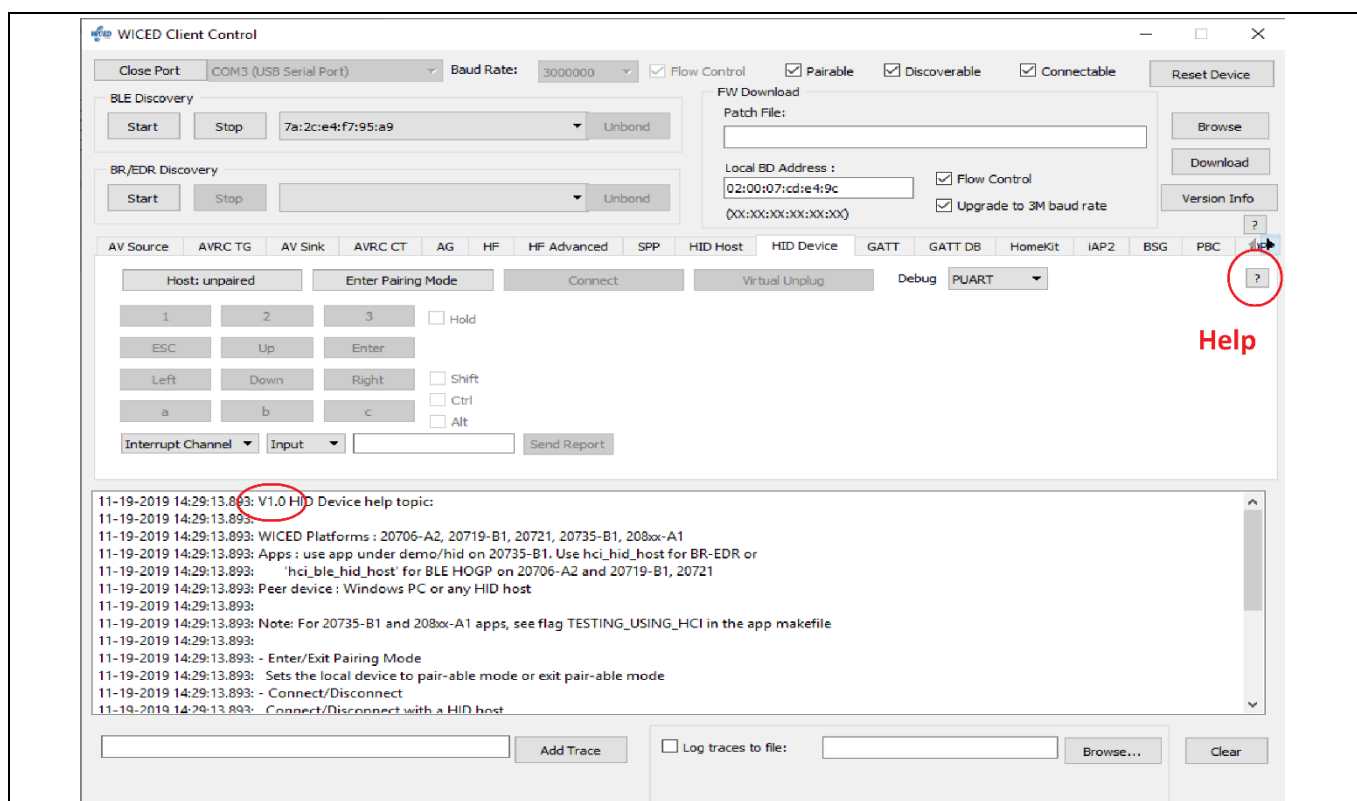 WICED Client Control
Close Port COM3 (USB Serial Port) Baud Rate: 3000000 Flow Control Pairable Discoverable Connectable Reset Device
BLE Discovery
Start Stop 7a:2c:e4:f7:95:a9 Unbond
FW Download
Patch File:
Browse
Download
BR/EDR Discovery
Start Stop Unbond
Local BD Address :
02:00:07:cd:e4:9c
(XX:XX:XX:XX:XX:XX)
Flow Control
Upgrade to 3M baud rate
Version Info
?
AV Source AVRC TG AV Sink AVRC CT AG HF HF Advanced SPP HID Host HID Device GATT GATT DB HomeKit iAP2 BSG PBC
Host: unpaired Enter Pairing Mode Connect Virtual Unplug Debug PUART ?
Help
1 2 3 Hold
ESC Up Enter
Left Down Right Shift
Ctrl
a b c Alt
Interrupt Channel Input Send Report
11-19-2019 14:29:13.893: V1.0 HID Device help topic:
11-19-2019 14:29:13.893:
11-19-2019 14:29:13.893: WICED Platforms : 20706-A2, 20719-B1, 20721, 20735-B1, 208xx-A1
11-19-2019 14:29:13.893: Apps : use app under demo/hid on 20735-B1. Use hci_hid_host for BR-EDR or
11-19-2019 14:29:13.893: 'hci_ble_hid_host' for BLE HOGP on 20706-A2 and 20719-B1, 20721
11-19-2019 14:29:13.893: Peer device : Windows PC or any HID host
11-19-2019 14:29:13.893:
11-19-2019 14:29:13.893: Note: For 20735-B1 and 208xx-A1 apps, see flag TESTING_USING_HCI in the app makefile
11-19-2019 14:29:13.893:
11-19-2019 14:29:13.893: - Enter/Exit Pairing Mode
11-19-2019 14:29:13.893: Sets the local device to pair-able mode or exit pair-able mode
11-19-2019 14:29:13.893: - Connect/Disconnect
11-19-2019 14:29:13.893: Connect/Disconnect with a HID host
Add Trace Log traces to file: Browse... Clear